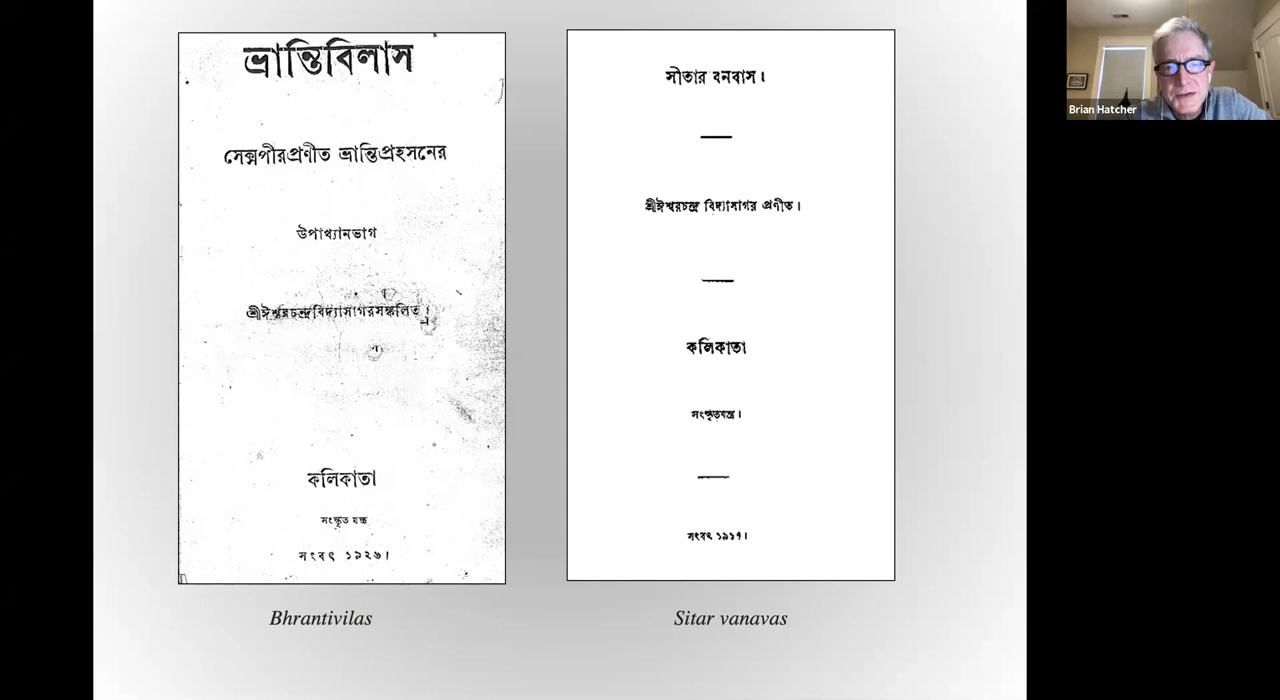 ভ্রান্তিবিলাস
সেক্সপীরপ্রণীত ভ্রান্তিপ্রহসনের
উপাখ্যানভাগ
শ্রীঈশ্বরচন্দ্রবিদ্যাসাগরসঙ্কলিত।
কলিকাতা
সংস্কৃত যন্ত্র
সংবৎ ১৯২৬।
Bhrantivilas
সীতার বনবাস।
শ্রীঈশ্বরচন্দ্র বিদ্যাসাগর প্রণীত।
কলিকাতা
সংস্কৃতযন্ত্র।
সংবৎ
Sitar vanavas
Brian Hatcher